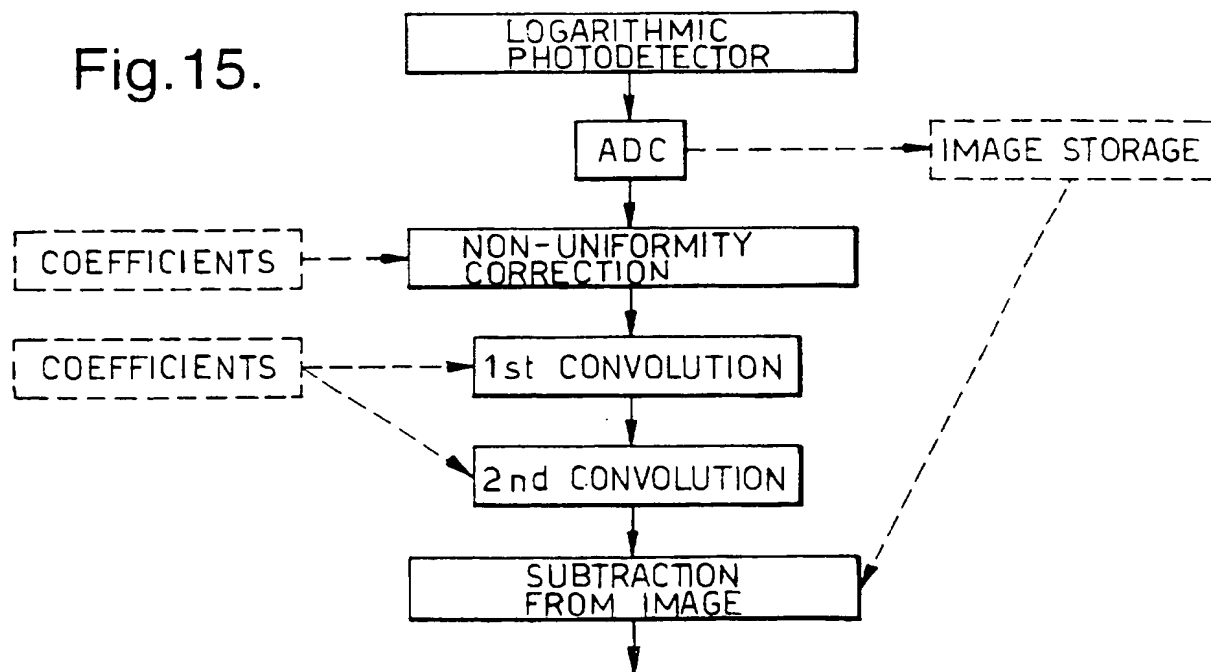 Fig.15.
LOGARITHMIC
PHOTODETECTOR
ADC
IMAGE STORAGE
COEFFICIENTS
NON-UNIFORMITY
CORRECTION
COEFFICIENTS
1st CONVOLUTION
2nd CONVOLUTION
SUBTRACTION
FROM IMAGE